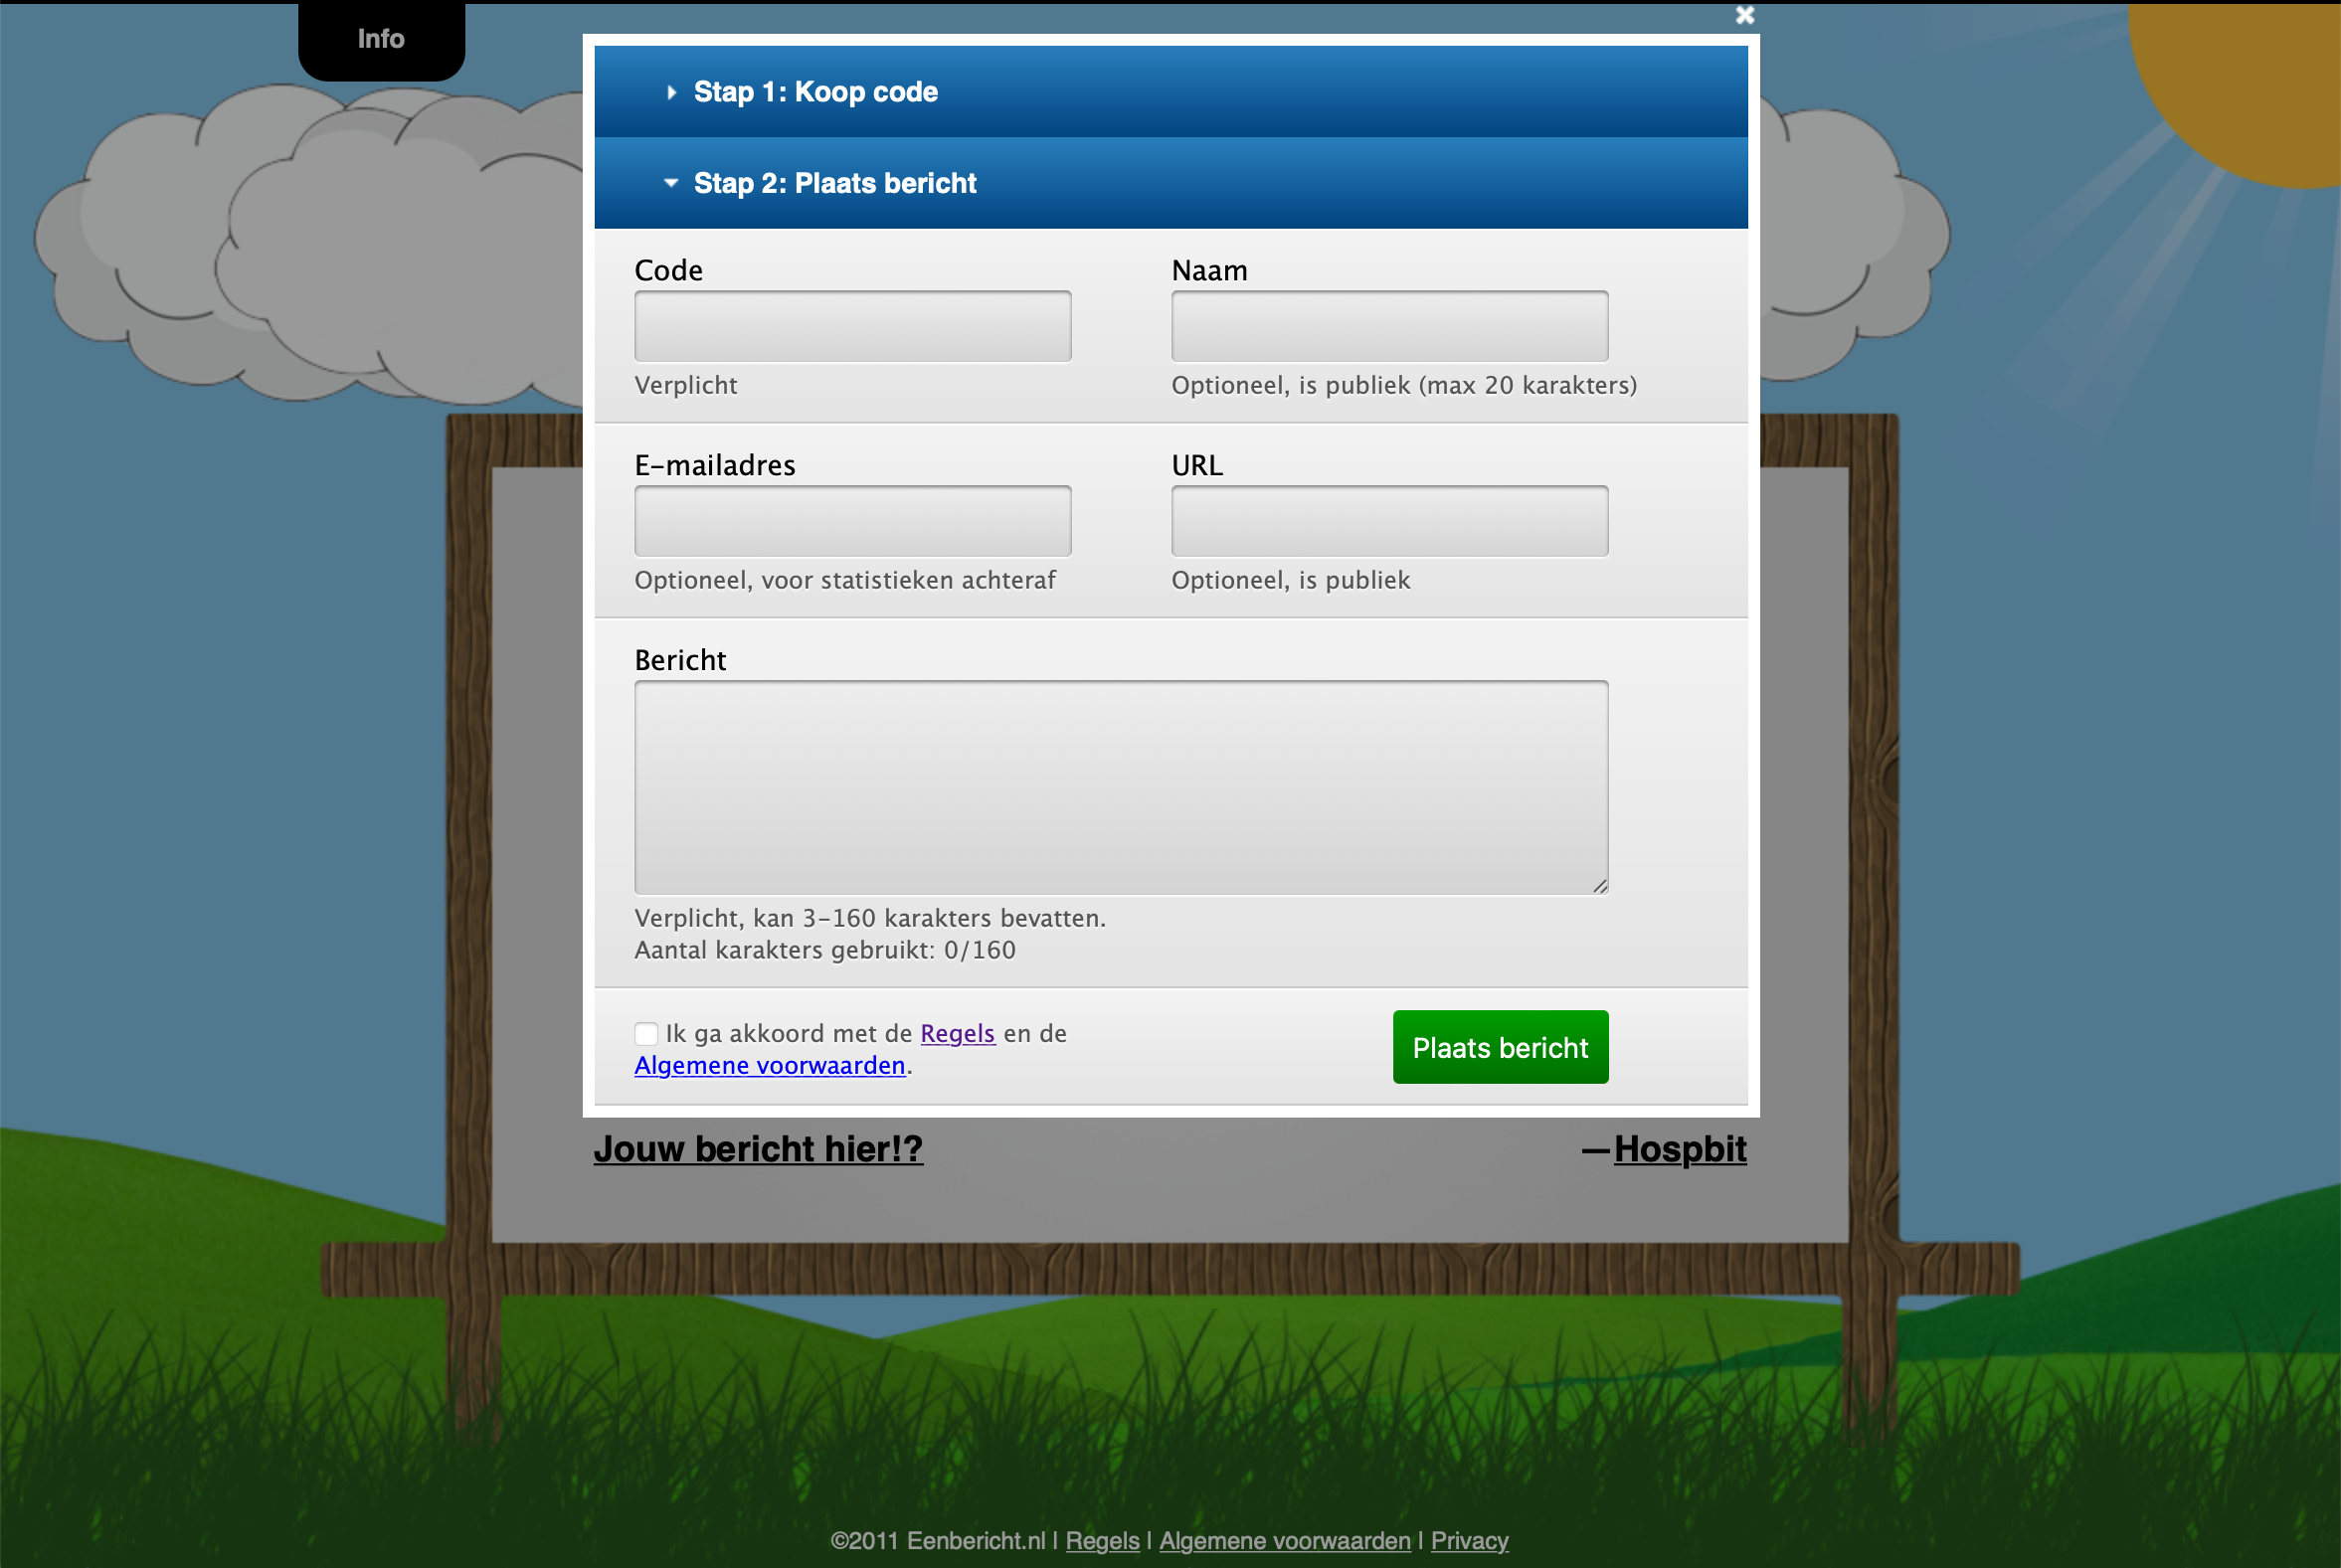 Info
Stap 1: Koop code
Stap 2: Plaats bericht
Code
Naam
Verplicht
Optioneel, is publiek (max 20 karakters)
E-mailadres
URL
Optioneel, voor statistieken achteraf
Optioneel, is publiek
Bericht
Verplicht, kan 3-160 karakters bevatten.
Aantal karakters gebruikt: 0/160
Ik ga akkoord met de Regels en de
Algemene voorwaarden.
Plaats bericht
Jouw bericht hier!?
—Hospbit
©2011 Eenbericht.nl | Regels | Algemene voorwaarden | Privacy